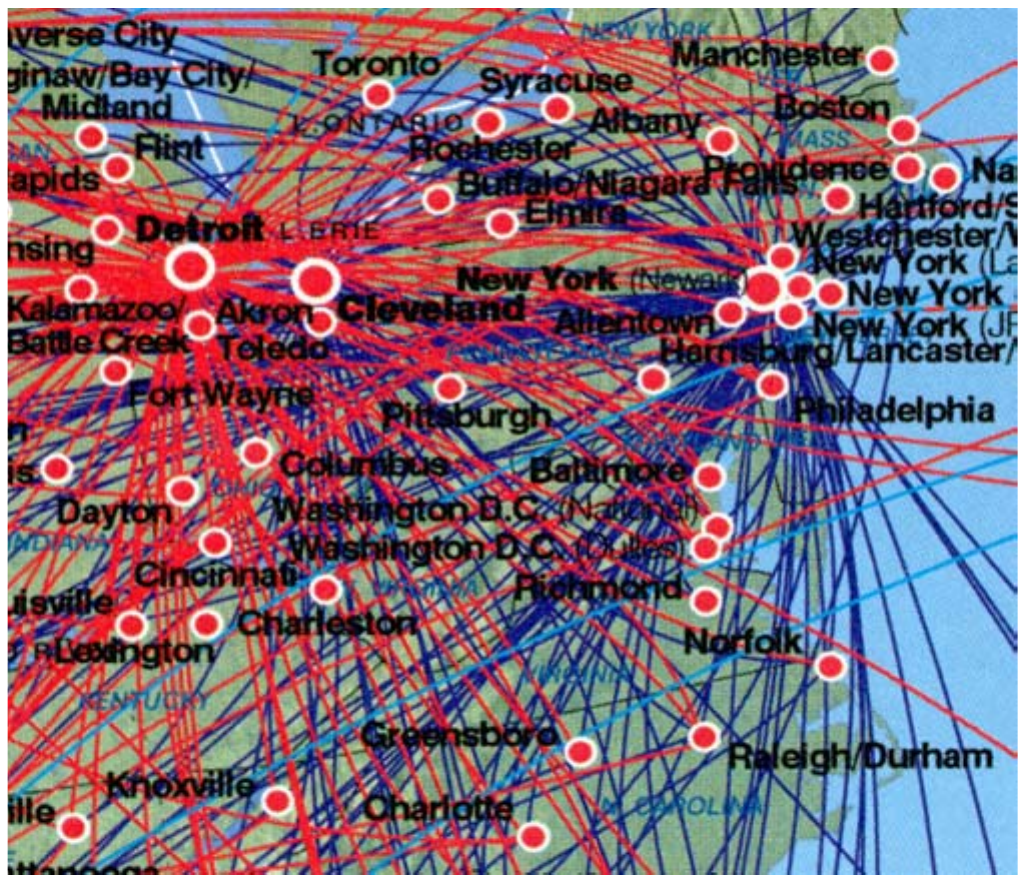 NEW YORK
verse City
Manchester
ginaw/Bay City/
Toronto
Syracuse
Midland
Boston
L. ONTARIO
Albany
MASS
Flint
Rochester
Providence
Na
apids
Buffalo/Niagara Falls
Elmira
Hartford/S
Detroit
L. ERIE
Westchester/
nsing
New York (La
New York (Newark)
New York
Kalamazoo/
Akron
Cleveland
Allentown
New York (JF
Battle Creek
Toledo
Harrisburg/Lancaster/
Fort Wayne
Pittsburgh
Philadelphia
MARYLAND
is
Columbus
Baltimore
OHIO
Dayton
Washington D.C. (National)
INDIANA
Washington D.C. (Dulles)
Cincinnati
Richmond
uisville
Charleston
Lexington
Norfolk
VIRGINIA
KENTUCKY
Greensboro
Raleigh/Durham
Knoxville
ille
Charlotte
N. CAROLINA
attanooga